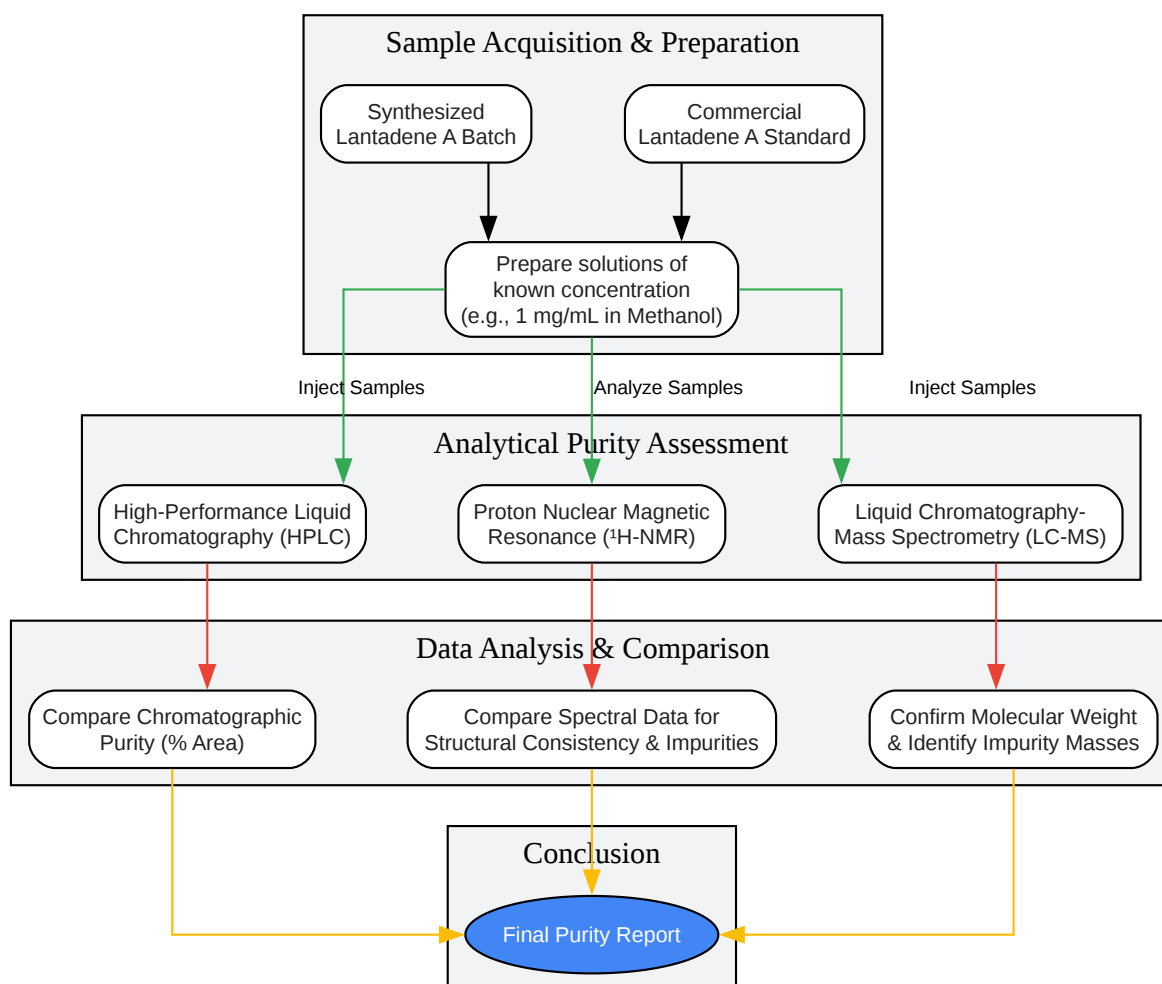 Sample Acquisition & Preparation
Synthesized
Lantadene A Batch
Commercial
Lantadene A Standard
Prepare solutions of
known concentration
(e.g., 1 mg/mL in Methanol)
Inject Samples
Analyze Samples
Inject Samples
Analytical Purity Assessment
High-Performance Liquid
Chromatography (HPLC)
Proton Nuclear Magnetic
Resonance (¹H-NMR)
Liquid Chromatography-
Mass Spectrometry (LC-MS)
Data Analysis & Comparison
Compare Chromatographic
Purity (% Area)
Compare Spectral Data for
Structural Consistency & Impurities
Confirm Molecular Weight
& Identify Impurity Masses
Conclusion
Final Purity Report